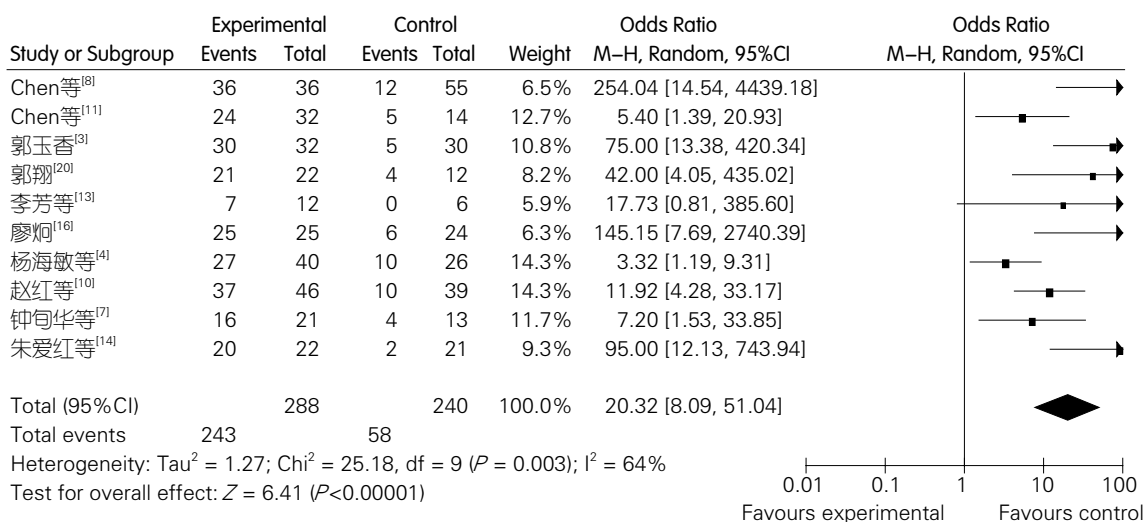 Experimental Control Odds Ratio Odds Ratio
Study or Subgroup Events Total Events Total Weight M–H, Random, 95%CI M–H, Random, 95%CI
Chen等[8] 36 36 12 55 6.5% 254.04 [14.54, 4439.18]
Chen等[11] 24 32 5 14 12.7% 5.40 [1.39, 20.93]
郭玉香[3] 30 32 5 30 10.8% 75.00 [13.38, 420.34]
郭翔[20] 21 22 4 12 8.2% 42.00 [4.05, 435.02]
李芳等[13] 7 12 0 6 5.9% 17.73 [0.81, 385.60]
廖炯[16] 25 25 6 24 6.3% 145.15 [7.69, 2740.39]
杨海敏等[4] 27 40 10 26 14.3% 3.32 [1.19, 9.31]
赵红等[10] 37 46 10 39 14.3% 11.92 [4.28, 33.17]
钟旬华等[7] 16 21 4 13 11.7% 7.20 [1.53, 33.85]
朱爱红等[14] 20 22 2 21 9.3% 95.00 [12.13, 743.94]
Total (95%CI) 288 240 100.0% 20.32 [8.09, 51.04]
Total events 243 58
Heterogeneity: Tau² = 1.27; Chi² = 25.18, df = 9 (P = 0.003); I² = 64%
Test for overall effect: Z = 6.41 (P<0.00001)
0.01 0.1 1 10 100
Favours experimental Favours control